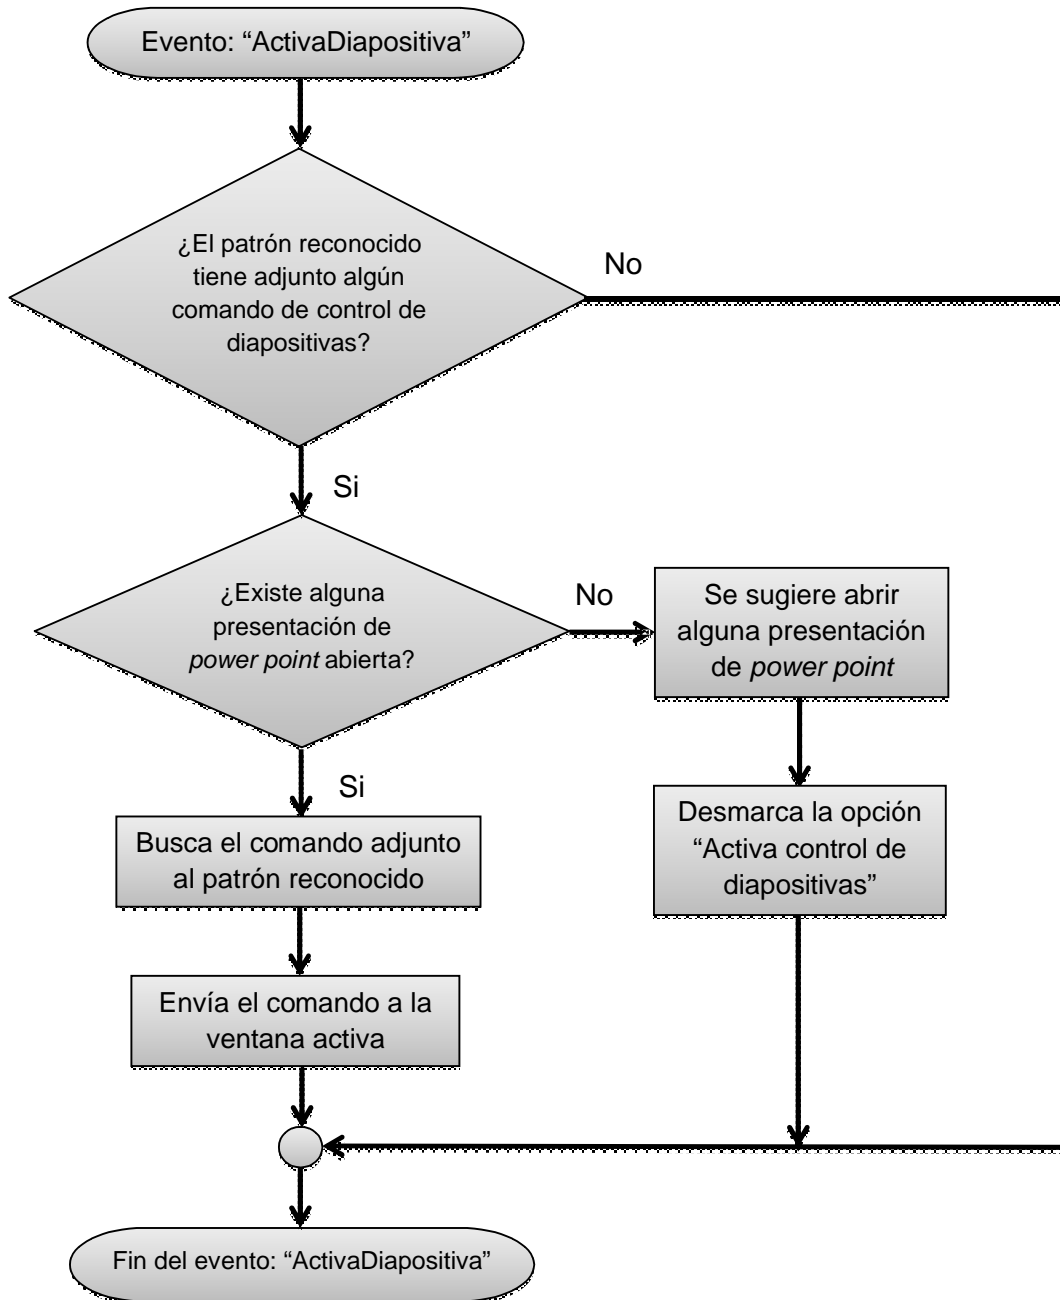 Evento: “ActivaDiapositiva”
¿El patrón reconocido
tiene adjunto algún
comando de control de
diapositivas?
No
Si
¿Existe alguna
presentación de
power point abierta?
No
Se sugiere abrir
alguna presentación
de power point
Si
Desmarca la opción
“Activa control de
diapositivas”
Busca el comando adjunto
al patrón reconocido
Envía el comando a la
ventana activa
Fin del evento: “ActivaDiapositiva”